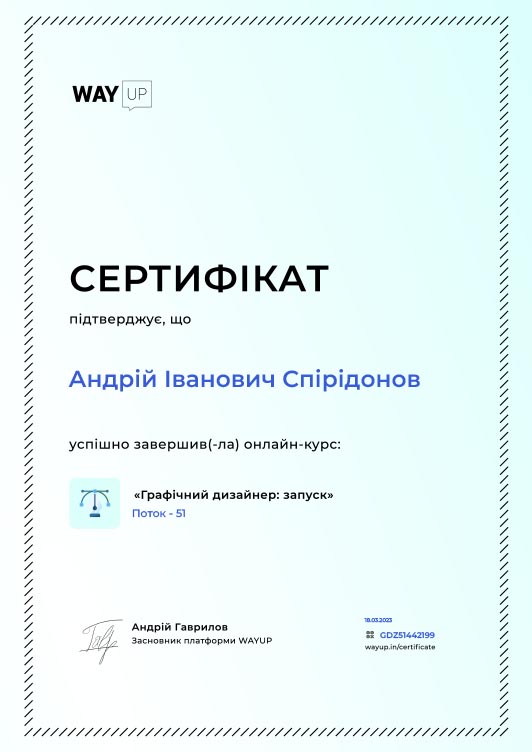 WAY UP
СЕРТИФІКАТ
підтверджує, що
Андрій Іванович Спірідонов
успішно завершив(-ла) онлайн-курс:
«Графічний дизайнер: запуск»
Поток - 51
Андрій Гаврилов
Засновник платформи WAYUP
18.03.2023
GDZ51442199
wayup.in/certificate